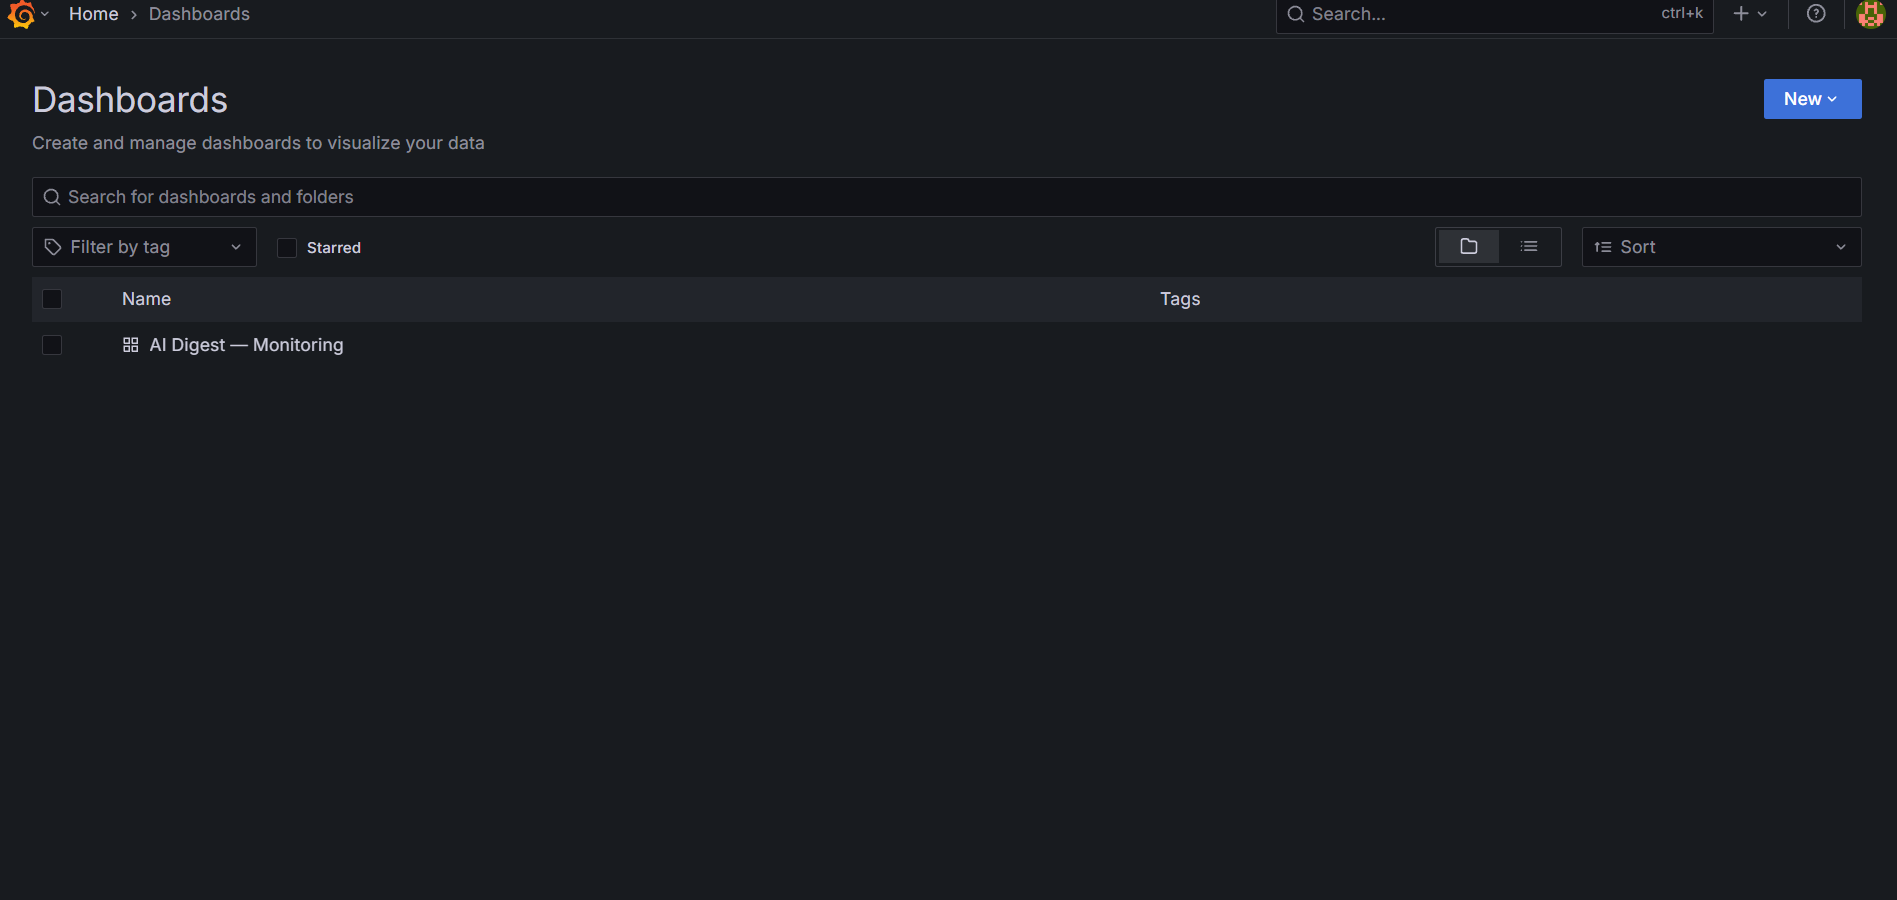 Home > Dashboards
Search...
ctrl+k
Dashboards
New
Create and manage dashboards to visualize your data
Search for dashboards and folders
Filter by tag
Starred
Sort
Name
Tags
AI Digest — Monitoring